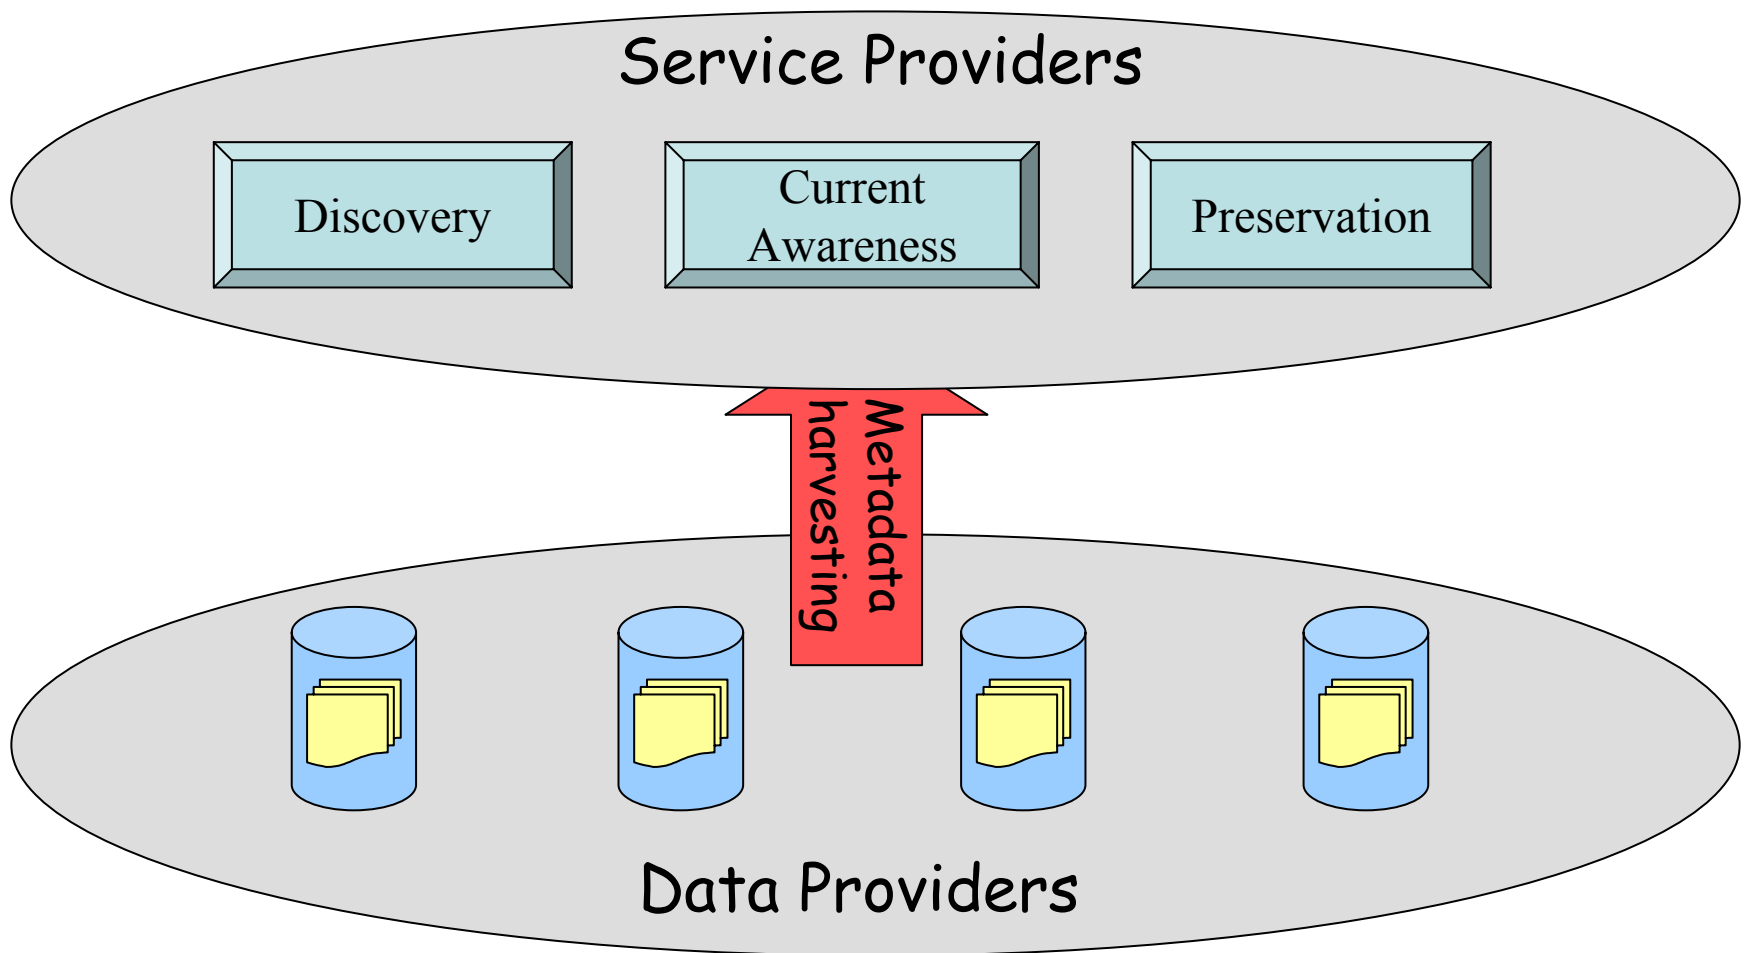 Service Providers
Discovery
Current
Awareness
Preservation
Metadata
harvesting
Data Providers